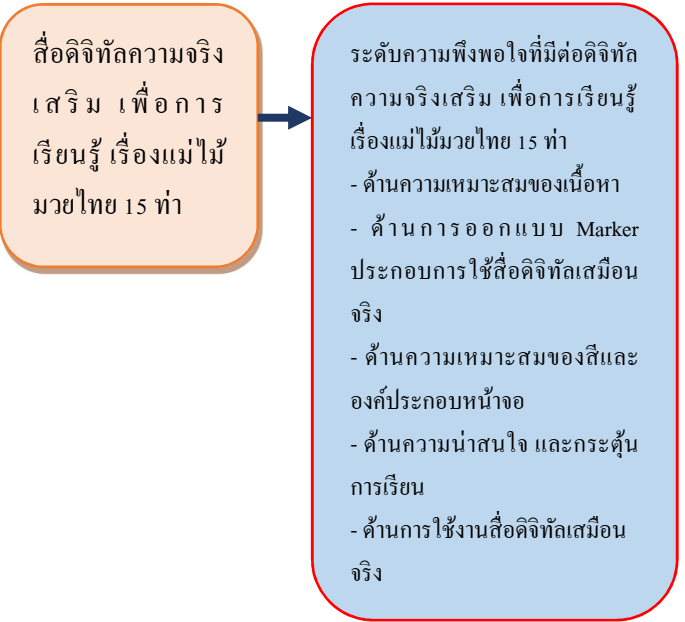 สื่อดิจิทัลความจริง
เสริม เพื่อการ
เรียนรู้ เรื่องแม่ไม้
มวยไทย 15 ท่า
ระดับความพึงพอใจที่มีต่อดิจิทัล
ความจริงเสริม เพื่อการเรียนรู้
เรื่องแม่ไม้มวยไทย 15 ท่า
- ด้านความเหมาะสมของเนื้อหา
- ด้านการออกแบบ Marker
ประกอบการใช้สื่อดิจิทัลเสมือน
จริง
- ด้านความเหมาะสมของสีและ
องค์ประกอบหน้าจอ
- ด้านความน่าสนใจ และกระตุ้น
การเรียน
- ด้านการใช้งานสื่อดิจิทัลเสมือน
จริง